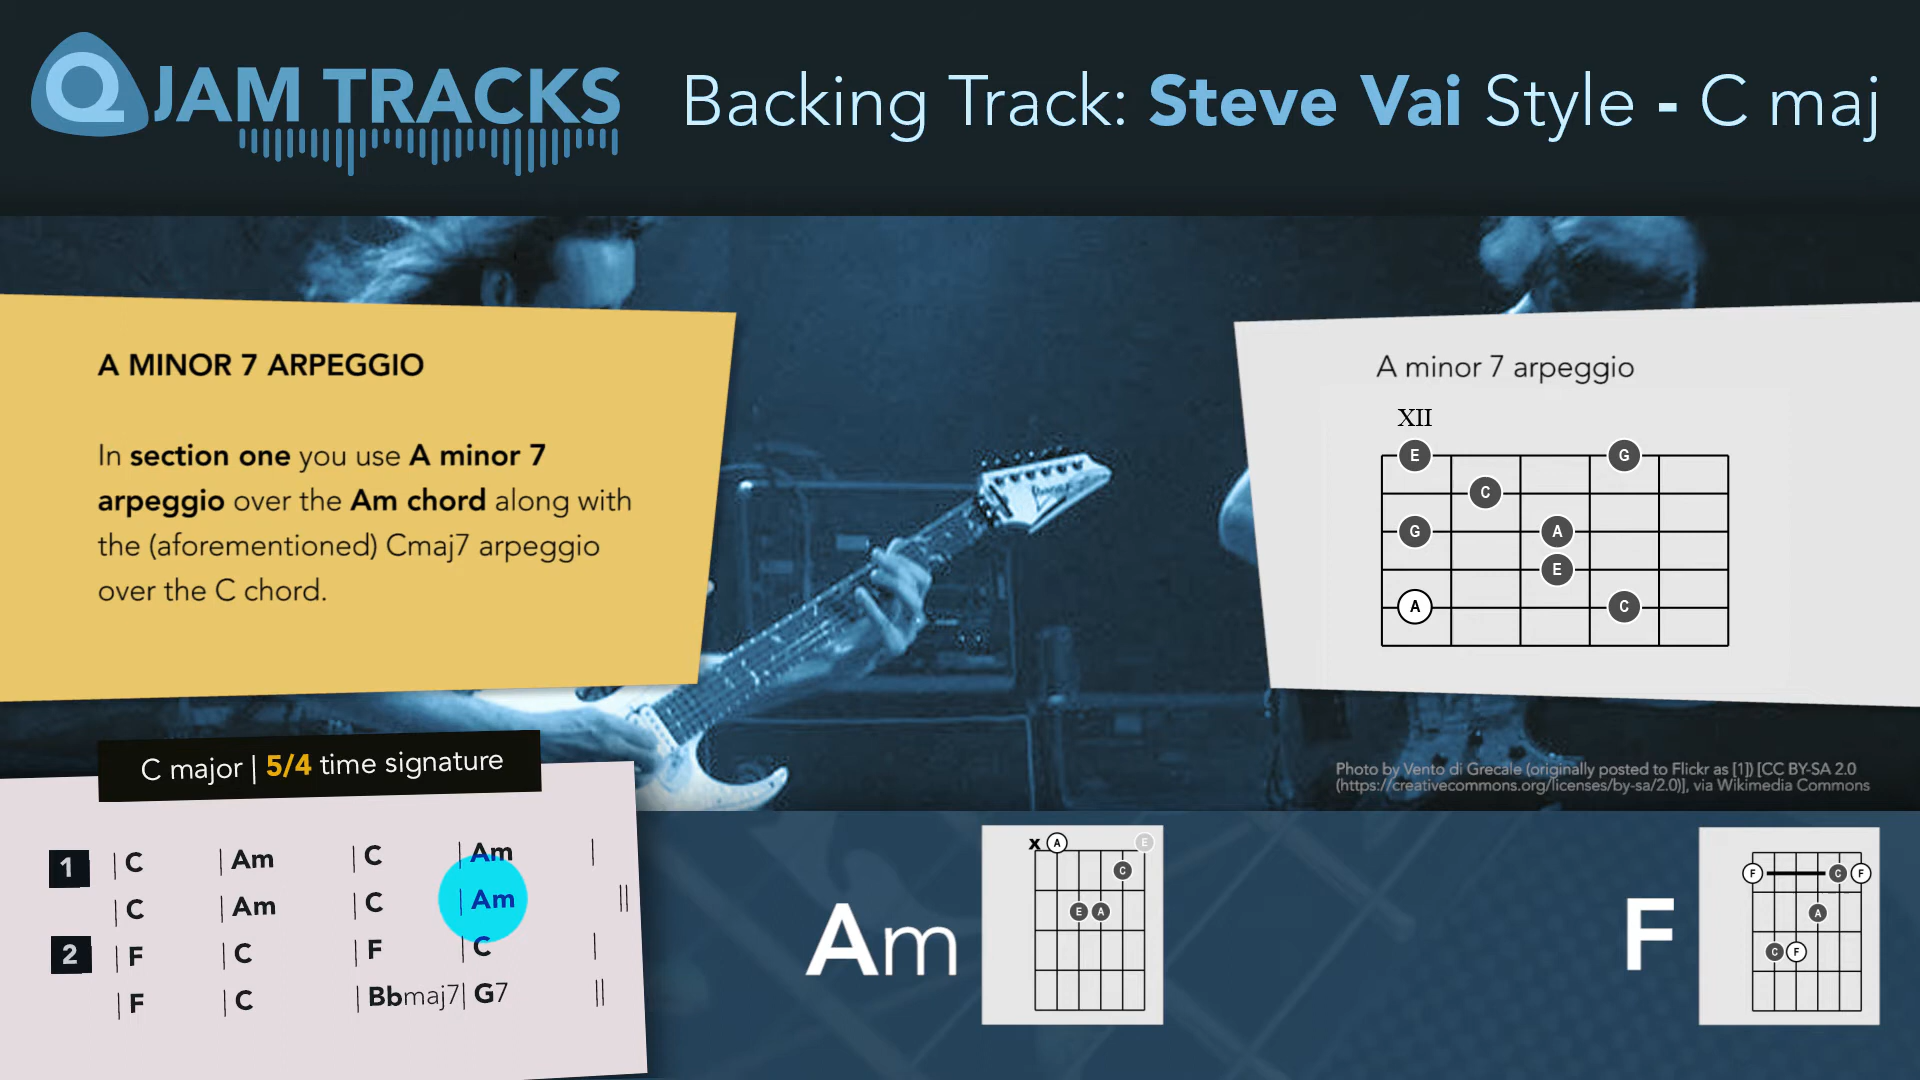 Q JAM TRACKS
Backing Track: Steve Vai Style - C maj
A MINOR 7 ARPEGGIO
In section one you use A minor 7
arpeggio over the Am chord along with
the (aforementioned) Cmaj7 arpeggio
over the C chord.
A minor 7 arpeggio
XII
E G
C
G A
E
A C
Ibanez
Photo by Vento di Grecale (originally posted to Flickr as [1]) [CC BY-SA 2.0
(https://creativecommons.org/licenses/by-sa/2.0)], via Wikimedia Commons
C major | 5/4 time signature
1 | C | Am | C | Am |
| C | Am | C | Am ||
2 | F | C | F | C |
| F | C | Bbmaj7 | G7 ||
Am
x A E
C
E A
F
F C F
A
C F